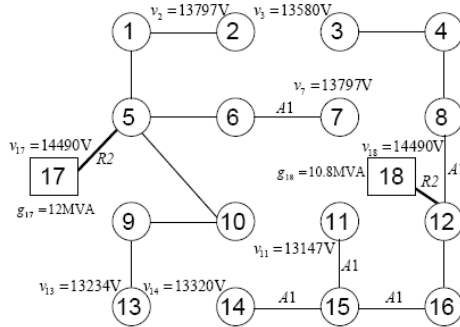 v₂ = 13797V v₃ = 13580V
1 2 3 4
v₇ = 13797V
5 6 A1 7 8
v₁₇ = 14490V v₁₈ = 14490V
17 R2 18 R2 A1
g₁₇ = 12MVA g₁₈ = 10.8MVA
9 10 11 12
v₁₁ = 13147V
A1
v₁₃ = 13234V v₁₄ = 13320V
13 14 A1 15 A1 16